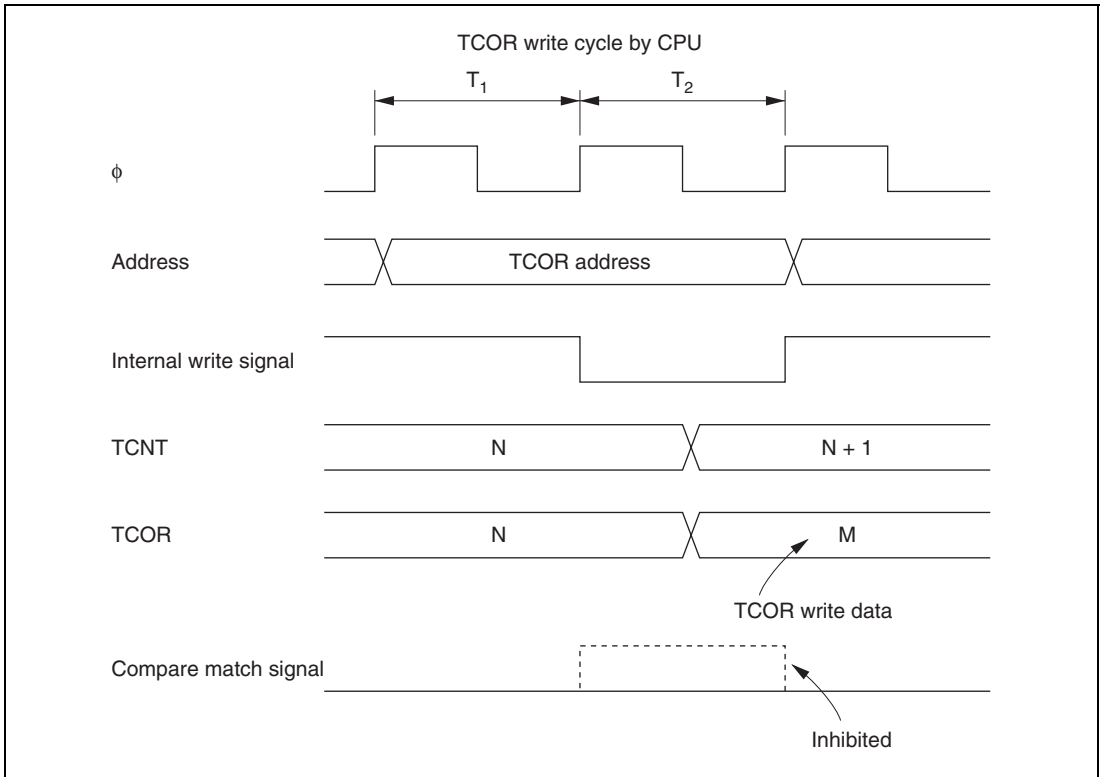 TCOR write cycle by CPU
T1 T2
ϕ
Address TCOR address
Internal write signal
TCNT N N + 1
TCOR N M
TCOR write data
Compare match signal
Inhibited